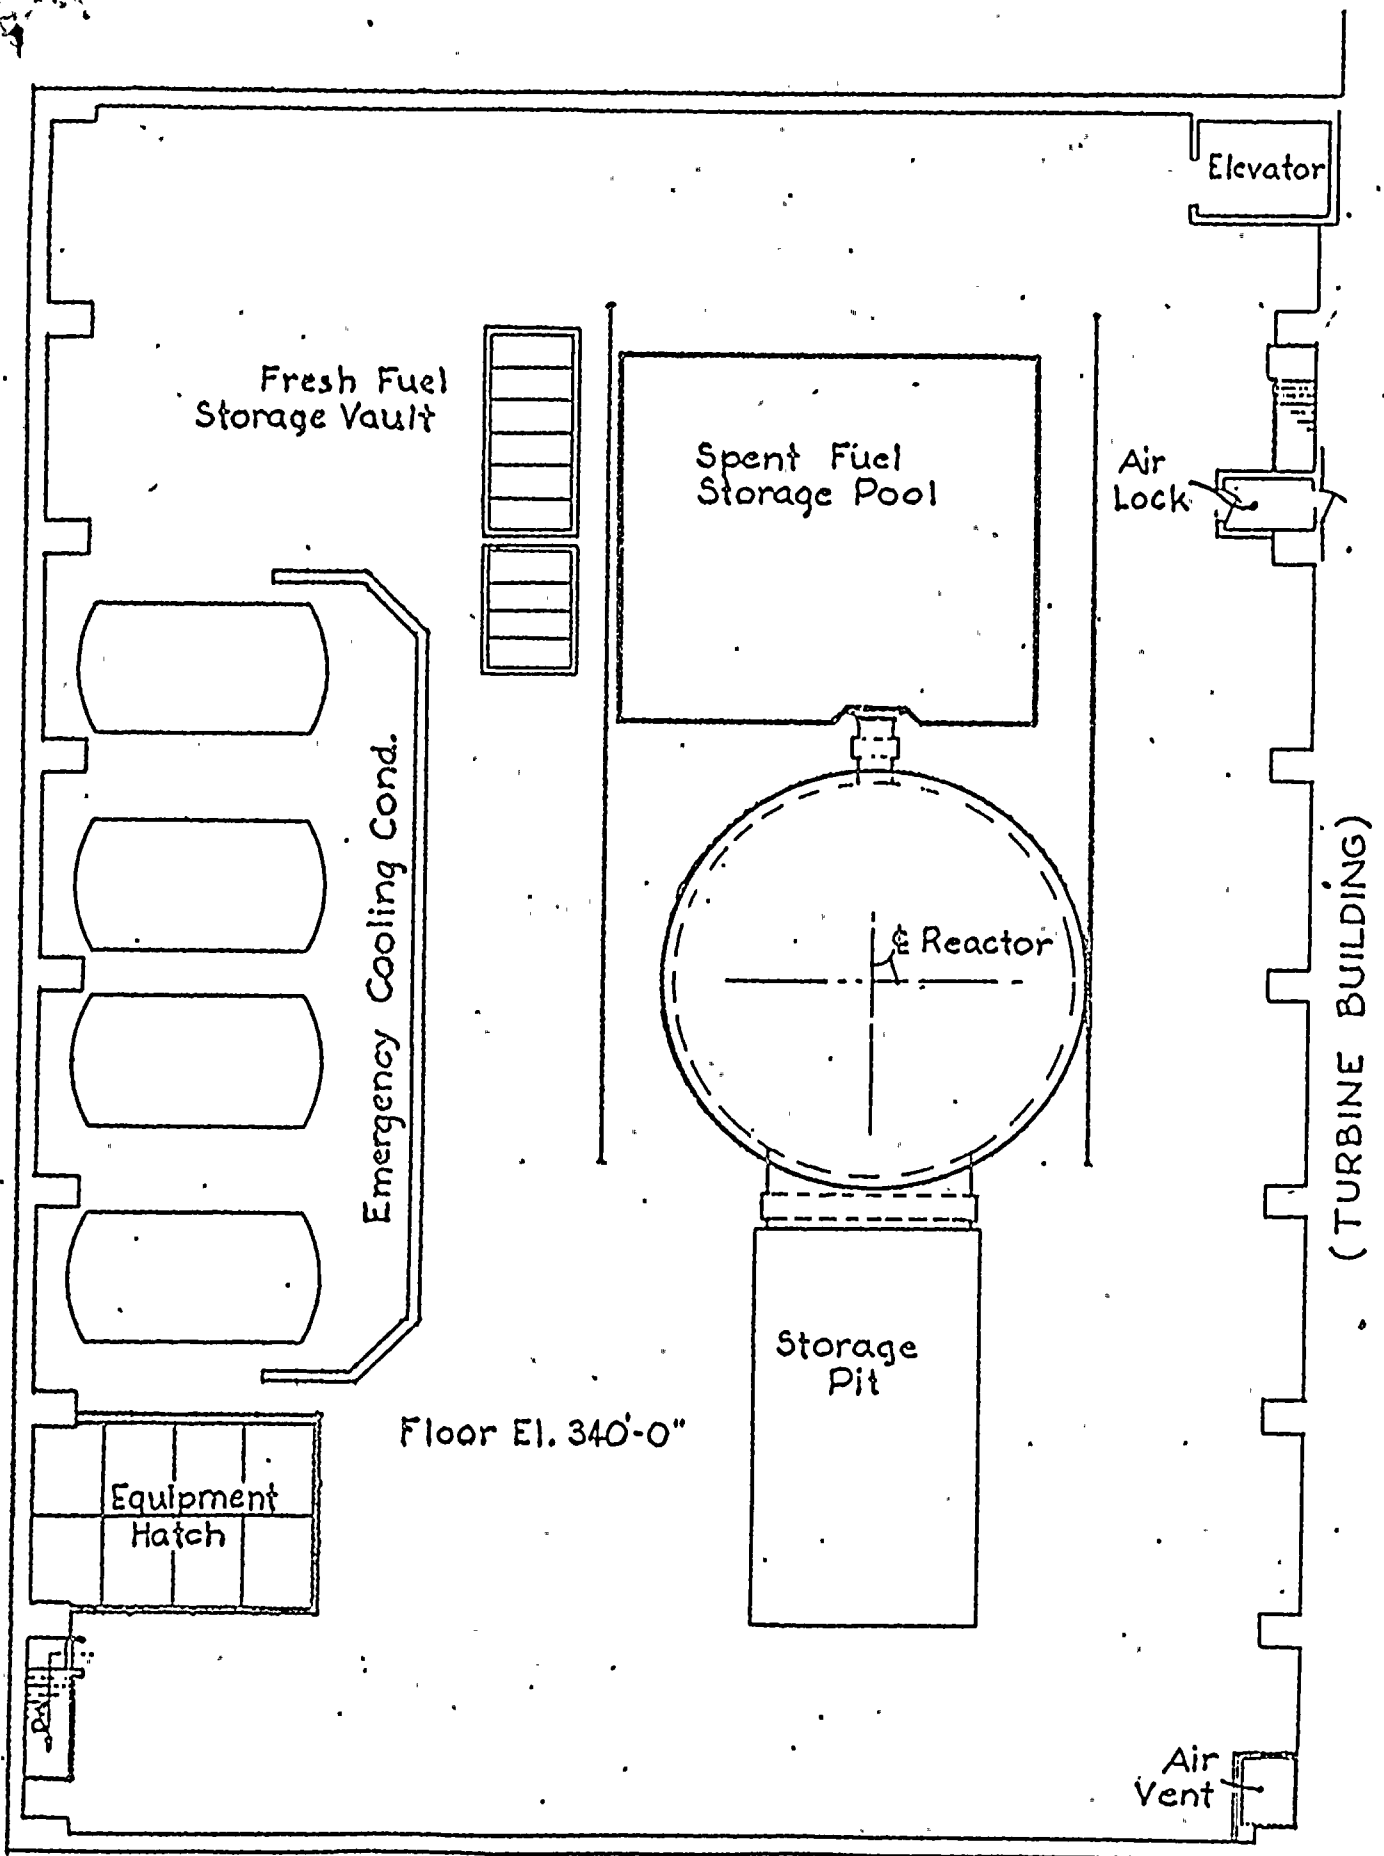 Elevator
Fresh Fuel
Storage Vault
Spent Fuel
Storage Pool
Air
Lock
Emergency Cooling Cond.
℄ Reactor
(TURBINE BUILDING)
Storage
Pit
Floor El. 340'-0"
Equipment
Hatch
Dn
Air
Vent